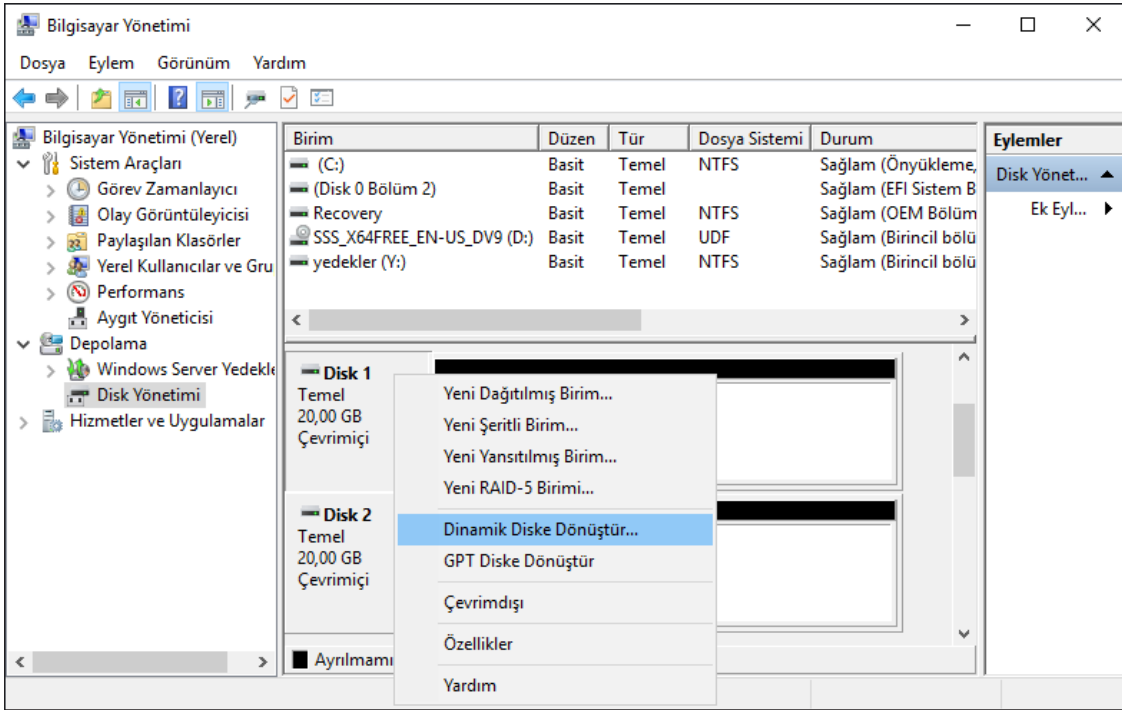 Bilgisayar Yönetimi
Dosya Eylem Görünüm Yardım
Bilgisayar Yönetimi (Yerel)
Sistem Araçları
Görev Zamanlayıcı
Olay Görüntüleyicisi
Paylaşılan Klasörler
Yerel Kullanıcılar ve Gru
Performans
Aygıt Yöneticisi
Depolama
Windows Server Yedekle
Disk Yönetimi
Hizmetler ve Uygulamalar
Birim Düzen Tür Dosya Sistemi Durum
(C:) Basit Temel NTFS Sağlam (Önyükleme,
(Disk 0 Bölüm 2) Basit Temel Sağlam (EFI Sistem B
Recovery Basit Temel NTFS Sağlam (OEM Bölüm
SSS_X64FREE_EN-US_DV9 (D:) Basit Temel UDF Sağlam (Birincil bölü
yedekler (Y:) Basit Temel NTFS Sağlam (Birincil bölü
Disk 1
Temel
20,00 GB
Çevrimiçi
Disk 2
Temel
20,00 GB
Çevrimiçi
Ayrılmamı
Yeni Dağıtılmış Birim...
Yeni Şeritli Birim...
Yeni Yansıtılmış Birim...
Yeni RAID-5 Birimi...
Dinamik Diske Dönüştür...
GPT Diske Dönüştür
Çevrimdışı
Özellikler
Yardım
Eylemler
Disk Yönet...
Ek Eyl...